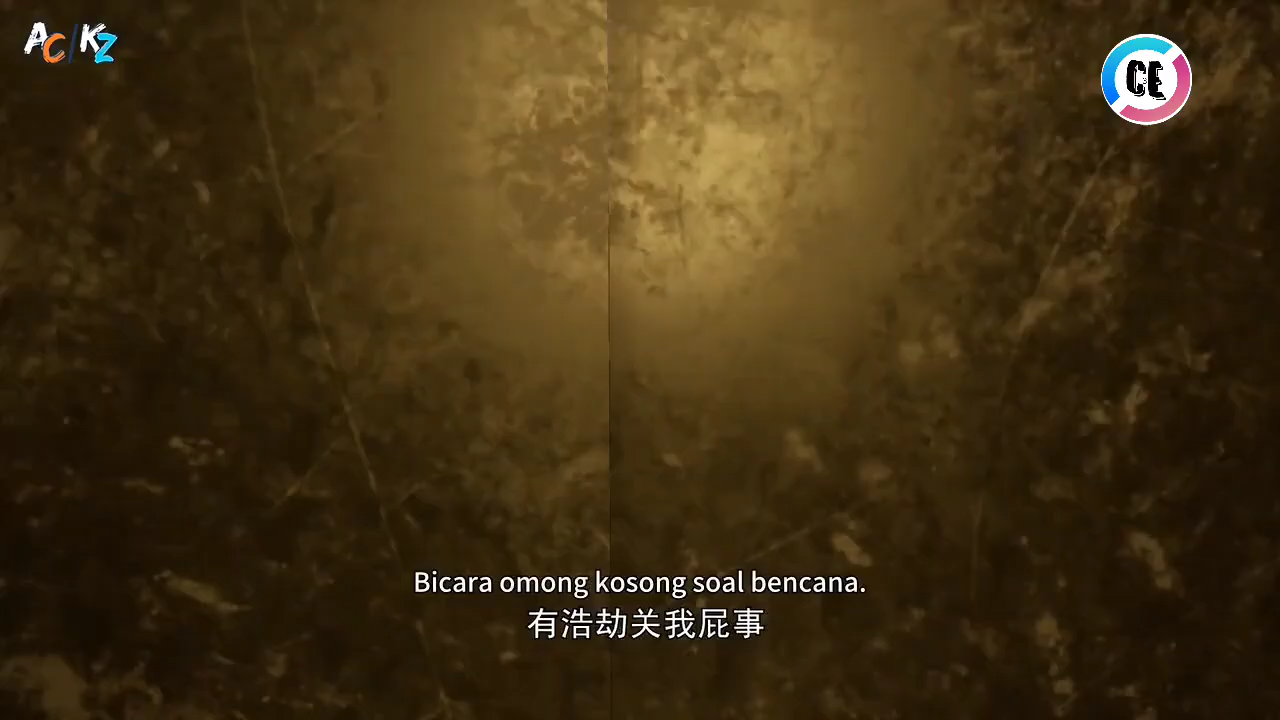 AC/KZ
CE
Bicara omong kosong soal bencana.
有浩劫关我屁事